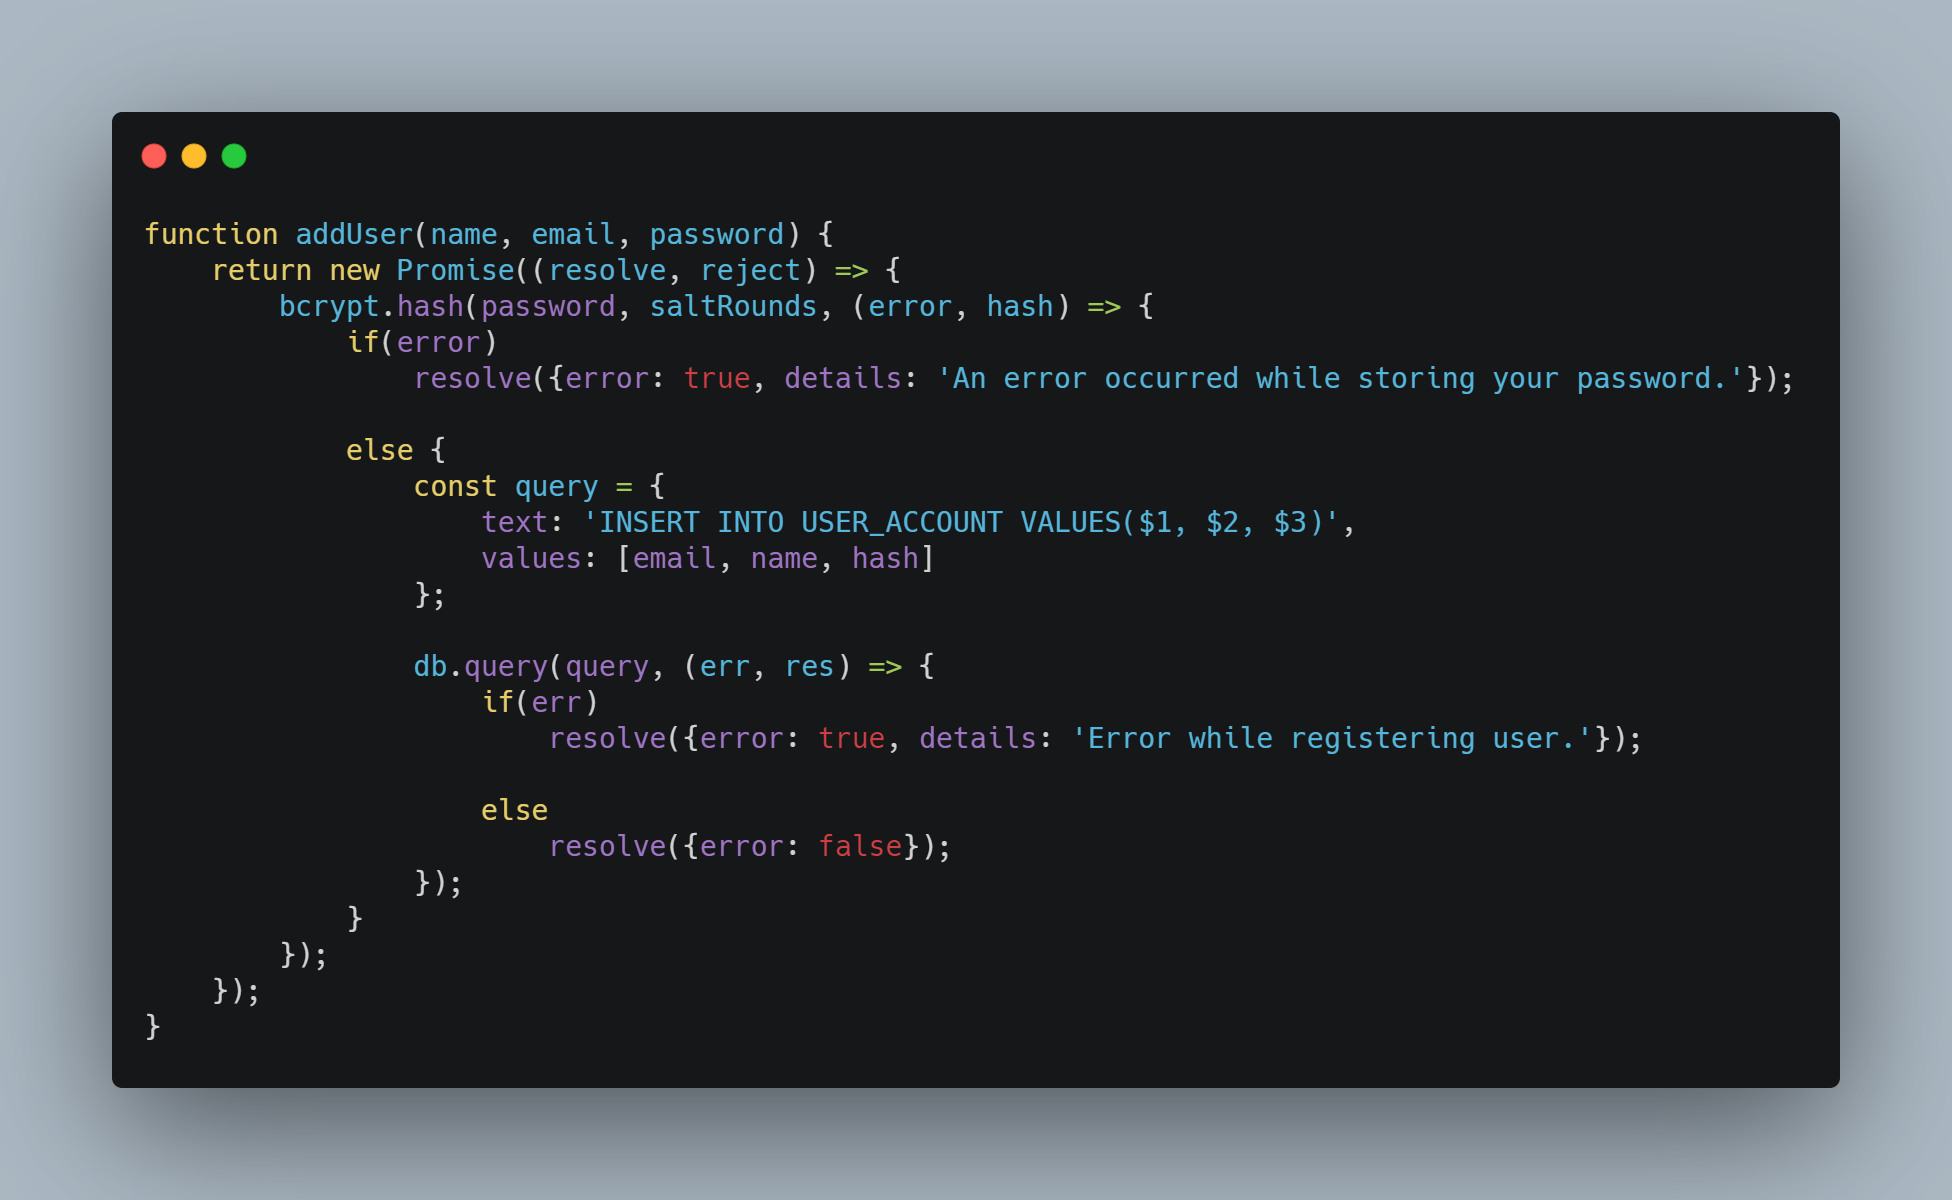 function addUser(name, email, password) {
    return new Promise((resolve, reject) => {
        bcrypt.hash(password, saltRounds, (error, hash) => {
            if(error)
                resolve({error: true, details: 'An error occurred while storing your password.'});

            else {
                const query = {
                    text: 'INSERT INTO USER_ACCOUNT VALUES($1, $2, $3)',
                    values: [email, name, hash]
                };

                db.query(query, (err, res) => {
                    if(err)
                        resolve({error: true, details: 'Error while registering user.'});

                    else
                        resolve({error: false});
                });
            }
        });
    });
}